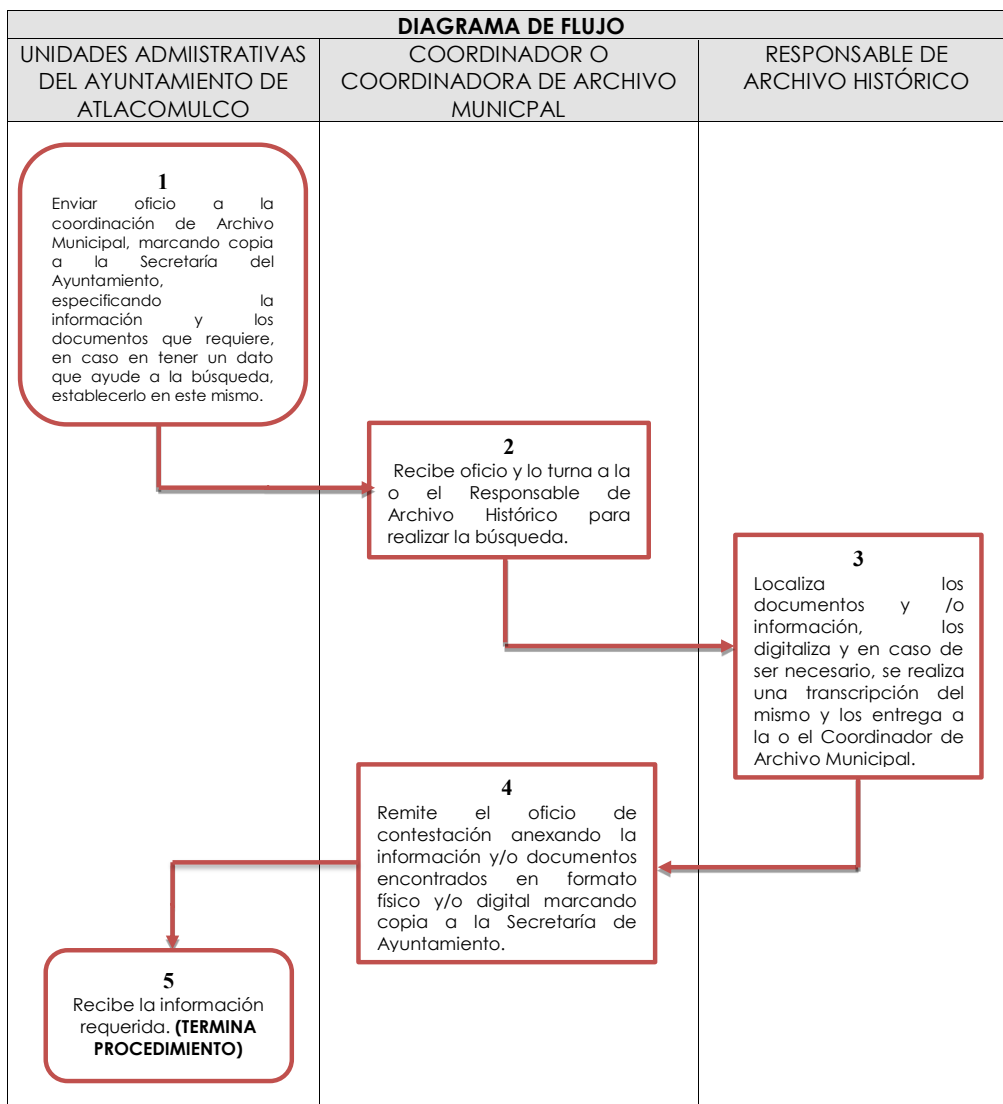 DIAGRAMA DE FLUJO
UNIDADES ADMIISTRATIVAS
DEL AYUNTAMIENTO DE
ATLACOMULCO
COORDINADOR O
COORDINADORA DE ARCHIVO
MUNICPAL
RESPONSABLE DE
ARCHIVO HISTÓRICO
1
Enviar oficio a la
coordinación de Archivo
Municipal, marcando copia
a la Secretaría del
Ayuntamiento,
especificando la
información y los
documentos que requiere,
en caso en tener un dato
que ayude a la búsqueda,
establecerlo en este mismo.
2
Recibe oficio y lo turna a la
o el Responsable de
Archivo Histórico para
realizar la búsqueda.
3
Localiza los
documentos y /o
información, los
digitaliza y en caso de
ser necesario, se realiza
una transcripción del
mismo y los entrega a
la o el Coordinador de
Archivo Municipal.
4
Remite el oficio de
contestación anexando la
información y/o documentos
encontrados en formato
físico y/o digital marcando
copia a la Secretaría de
Ayuntamiento.
5
Recibe la información
requerida. (TERMINA
PROCEDIMIENTO)